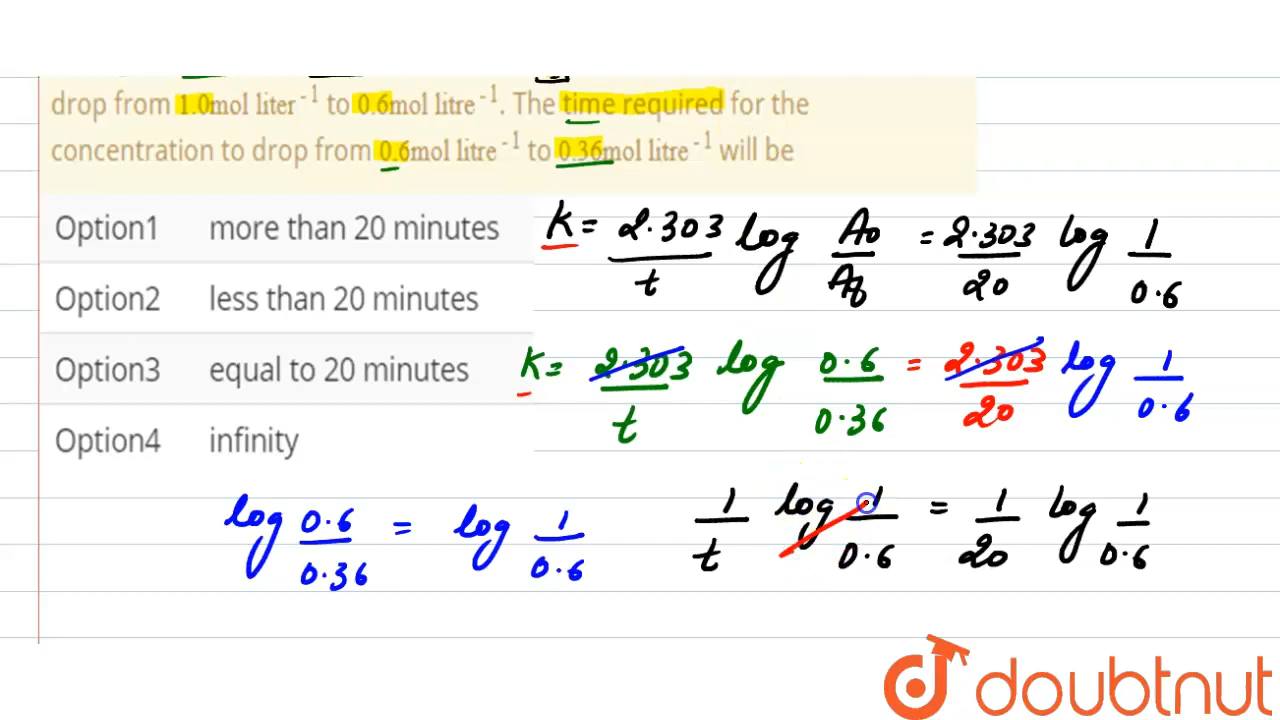 drop from 1.0mol liter⁻¹ to 0.6mol litre⁻¹. The time required for the
concentration to drop from 0.6mol litre⁻¹ to 0.36mol litre⁻¹ will be
Option1 more than 20 minutes
Option2 less than 20 minutes
Option3 equal to 20 minutes
Option4 infinity
K = 2.303/t log A₀/At = 2.303/20 log 1/0.6
K = 2.303/t log 0.6/0.36 = 2.303/20 log 1/0.6
log 0.6/0.36 = log 1/0.6
1/t log 1/0.6 = 1/20 log 1/0.6
doubtnut